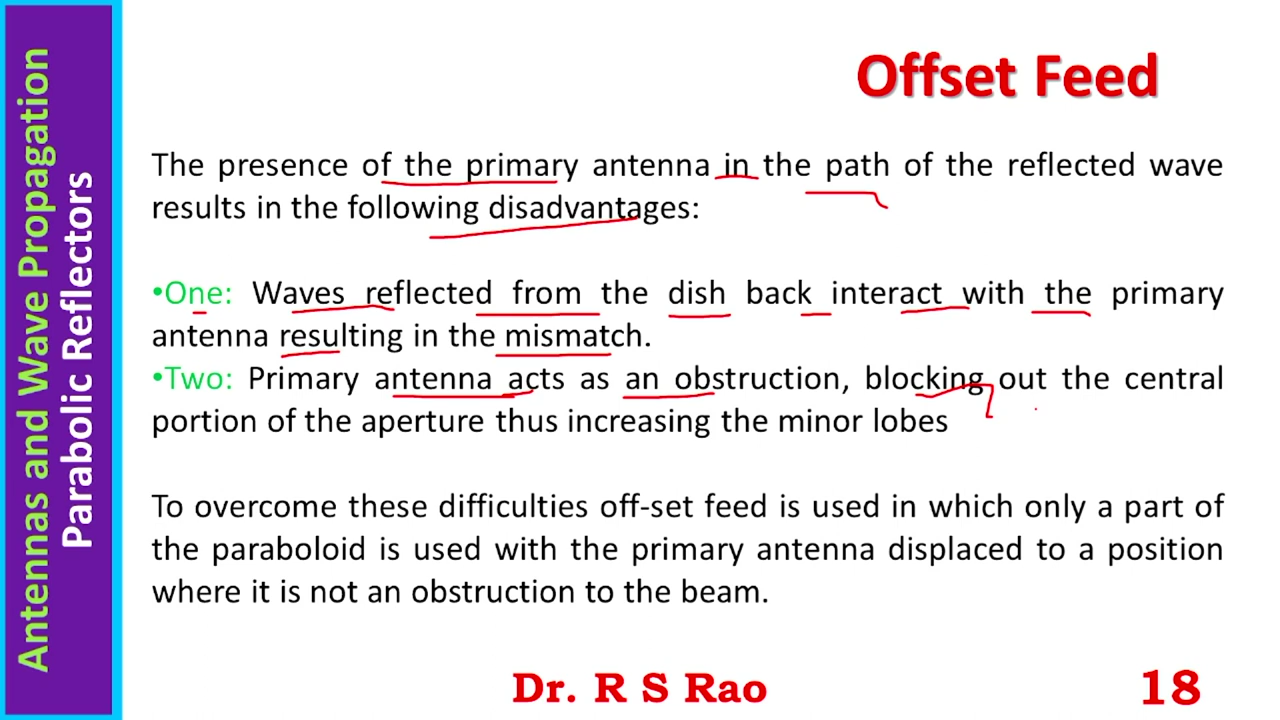 Antennas and Wave Propagation
Parabolic Reflectors
Offset Feed
The presence of the primary antenna in the path of the reflected wave
results in the following disadvantages:
•One: Waves reflected from the dish back interact with the primary
antenna resulting in the mismatch.
•Two: Primary antenna acts as an obstruction, blocking out the central
portion of the aperture thus increasing the minor lobes
To overcome these difficulties off-set feed is used in which only a part of
the paraboloid is used with the primary antenna displaced to a position
where it is not an obstruction to the beam.
Dr. R S Rao
18